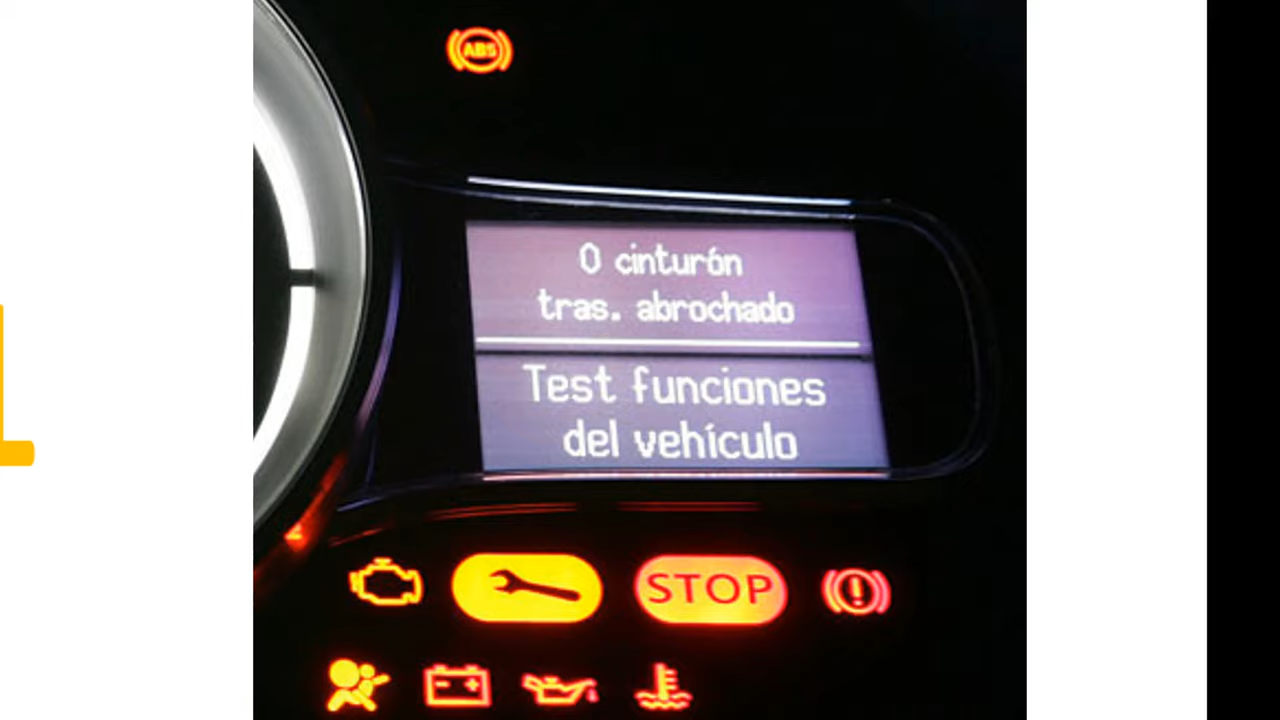 ABS
0 cinturón
tras. abrochado
Test funciones
del vehículo
STOP